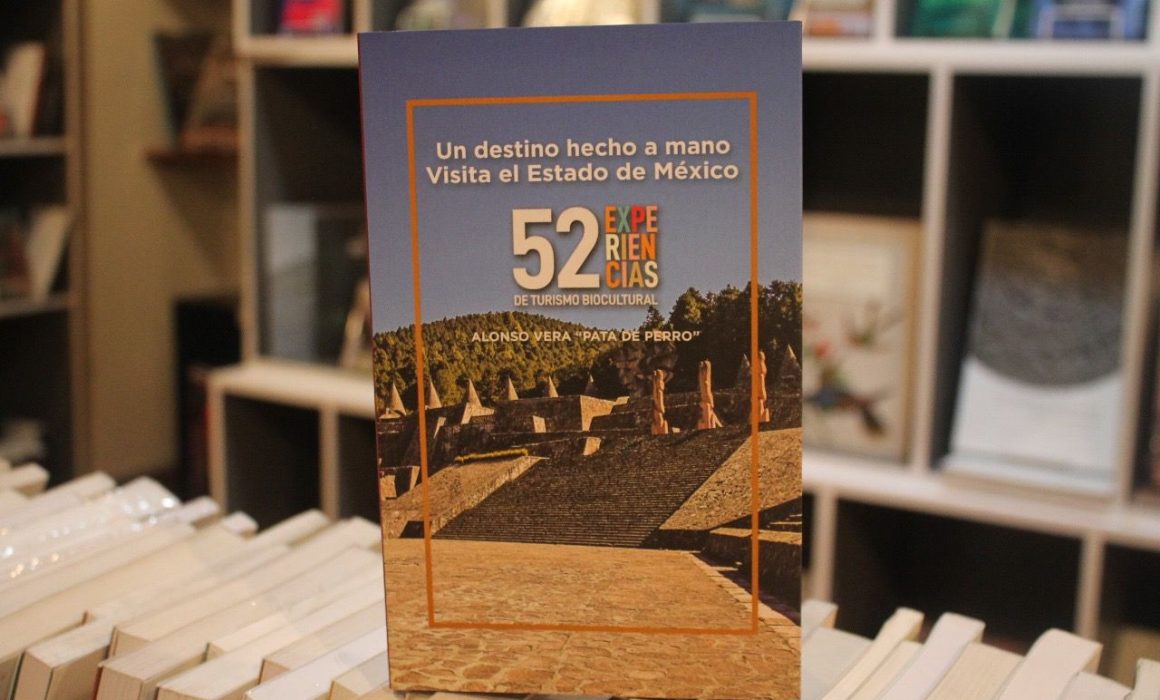 Un destino hecho a mano
Visita el Estado de México
52 EXPE
RIEN
CIAS
DE TURISMO BIOCULTURAL
ALONSO VERA "PATA DE PERRO"